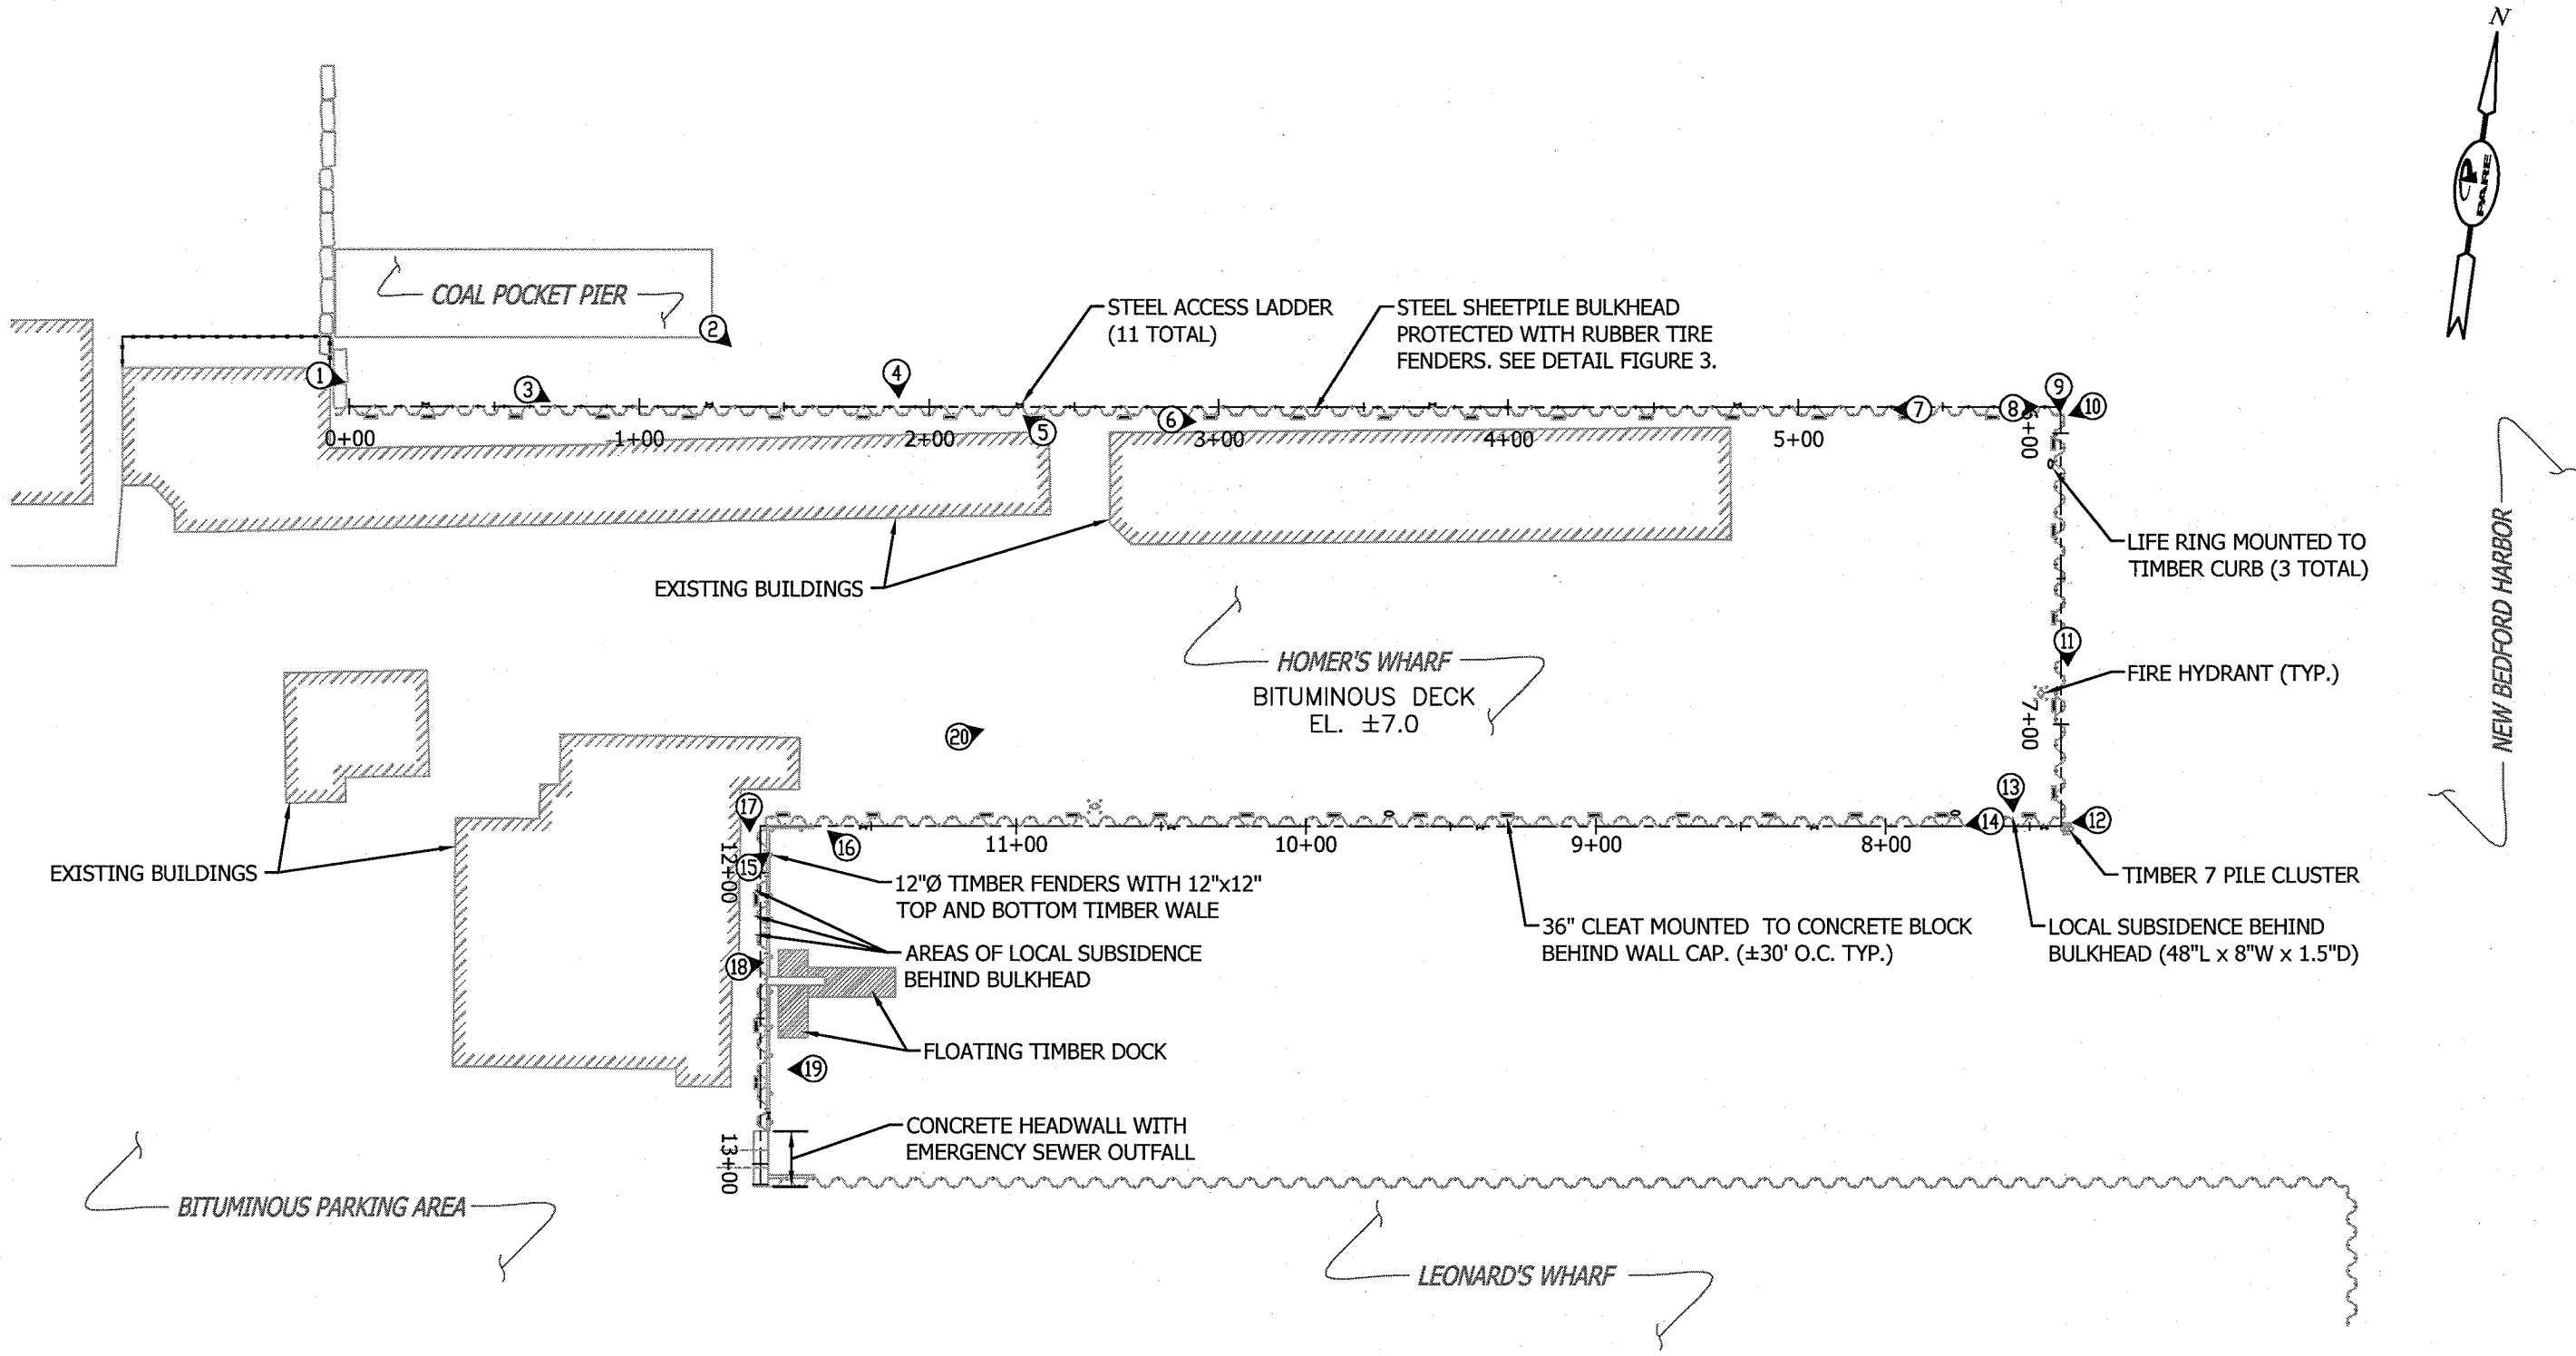 N
PARE
COAL POCKET PIER
2
STEEL ACCESS LADDER
(11 TOTAL)
STEEL SHEETPILE BULKHEAD
PROTECTED WITH RUBBER TIRE
FENDERS. SEE DETAIL FIGURE 3.
1
3
4
5
6
7
8
9
10
0+00
1+00
2+00
3+00
4+00
5+00
6+00
EXISTING BUILDINGS
LIFE RING MOUNTED TO
TIMBER CURB (3 TOTAL)
NEW BEDFORD HARBOR
11
HOMER'S WHARF
BITUMINOUS DECK
EL. ±7.0
FIRE HYDRANT (TYP.)
7+00
20
17
16
15
13
14
12
12+00
11+00
10+00
9+00
8+00
EXISTING BUILDINGS
12"Ø TIMBER FENDERS WITH 12"x12"
TOP AND BOTTOM TIMBER WALE
TIMBER 7 PILE CLUSTER
36" CLEAT MOUNTED TO CONCRETE BLOCK
BEHIND WALL CAP. (±30' O.C. TYP.)
LOCAL SUBSIDENCE BEHIND
BULKHEAD (48"L x 8"W x 1.5"D)
AREAS OF LOCAL SUBSIDENCE
BEHIND BULKHEAD
18
FLOATING TIMBER DOCK
19
CONCRETE HEADWALL WITH
EMERGENCY SEWER OUTFALL
13+00
BITUMINOUS PARKING AREA
LEONARD'S WHARF